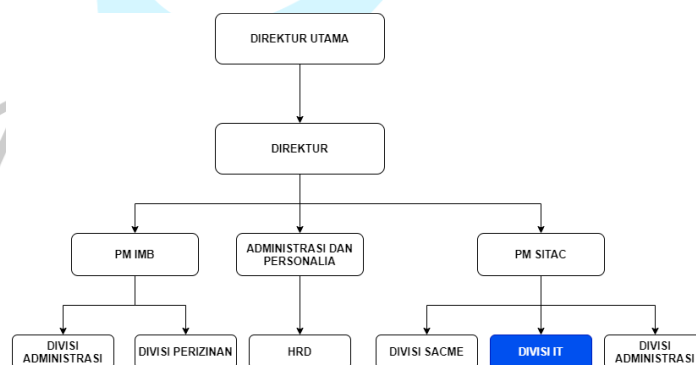 DIREKTUR UTAMA
DIREKTUR
PM IMB
ADMINISTRASI DAN
PERSONALIA
PM SITAC
DIVISI
ADMINISTRASI
DIVISI PERIZINAN
HRD
DIVISI SACME
DIVISI IT
DIVISI
ADMINISTRASI